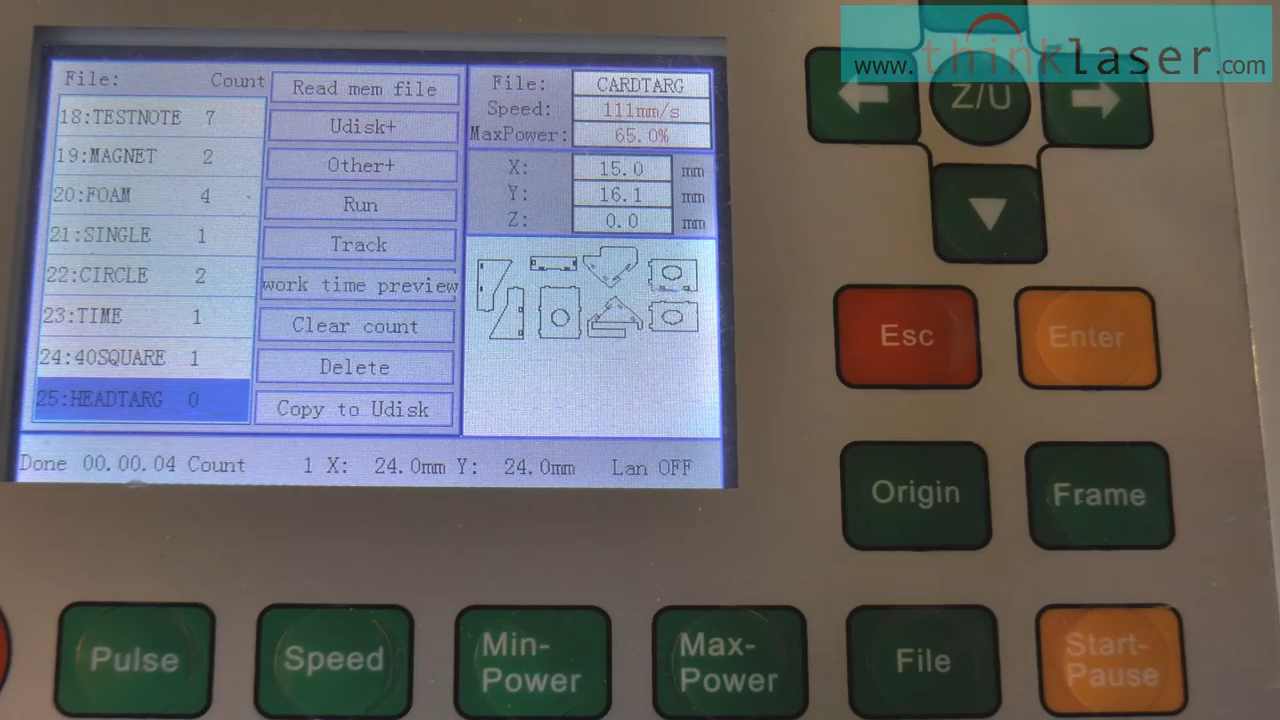 www.thinklaser.com
File: Count
18:TESTNOTE 7
19:MAGNET 2
20:FOAM 4
21:SINGLE 1
22:CIRCLE 2
23:TIME 1
24:40SQUARE 1
25:HEADTARG 0
Read mem file
Udisk+
Other+
Run
Track
work time preview
Clear count
Delete
Copy to Udisk
File: CARDTARG
Speed: 111mm/s
MaxPower: 65.0%
X: 15.0 mm
Y: 16.1 mm
Z: 0.0 mm
Done 00.00.04 Count 1 X: 24.0mm Y: 24.0mm Lan OFF
Z/U
Esc
Enter
Origin
Frame
Pulse
Speed
Min-
Power
Max-
Power
File
Start-
Pause